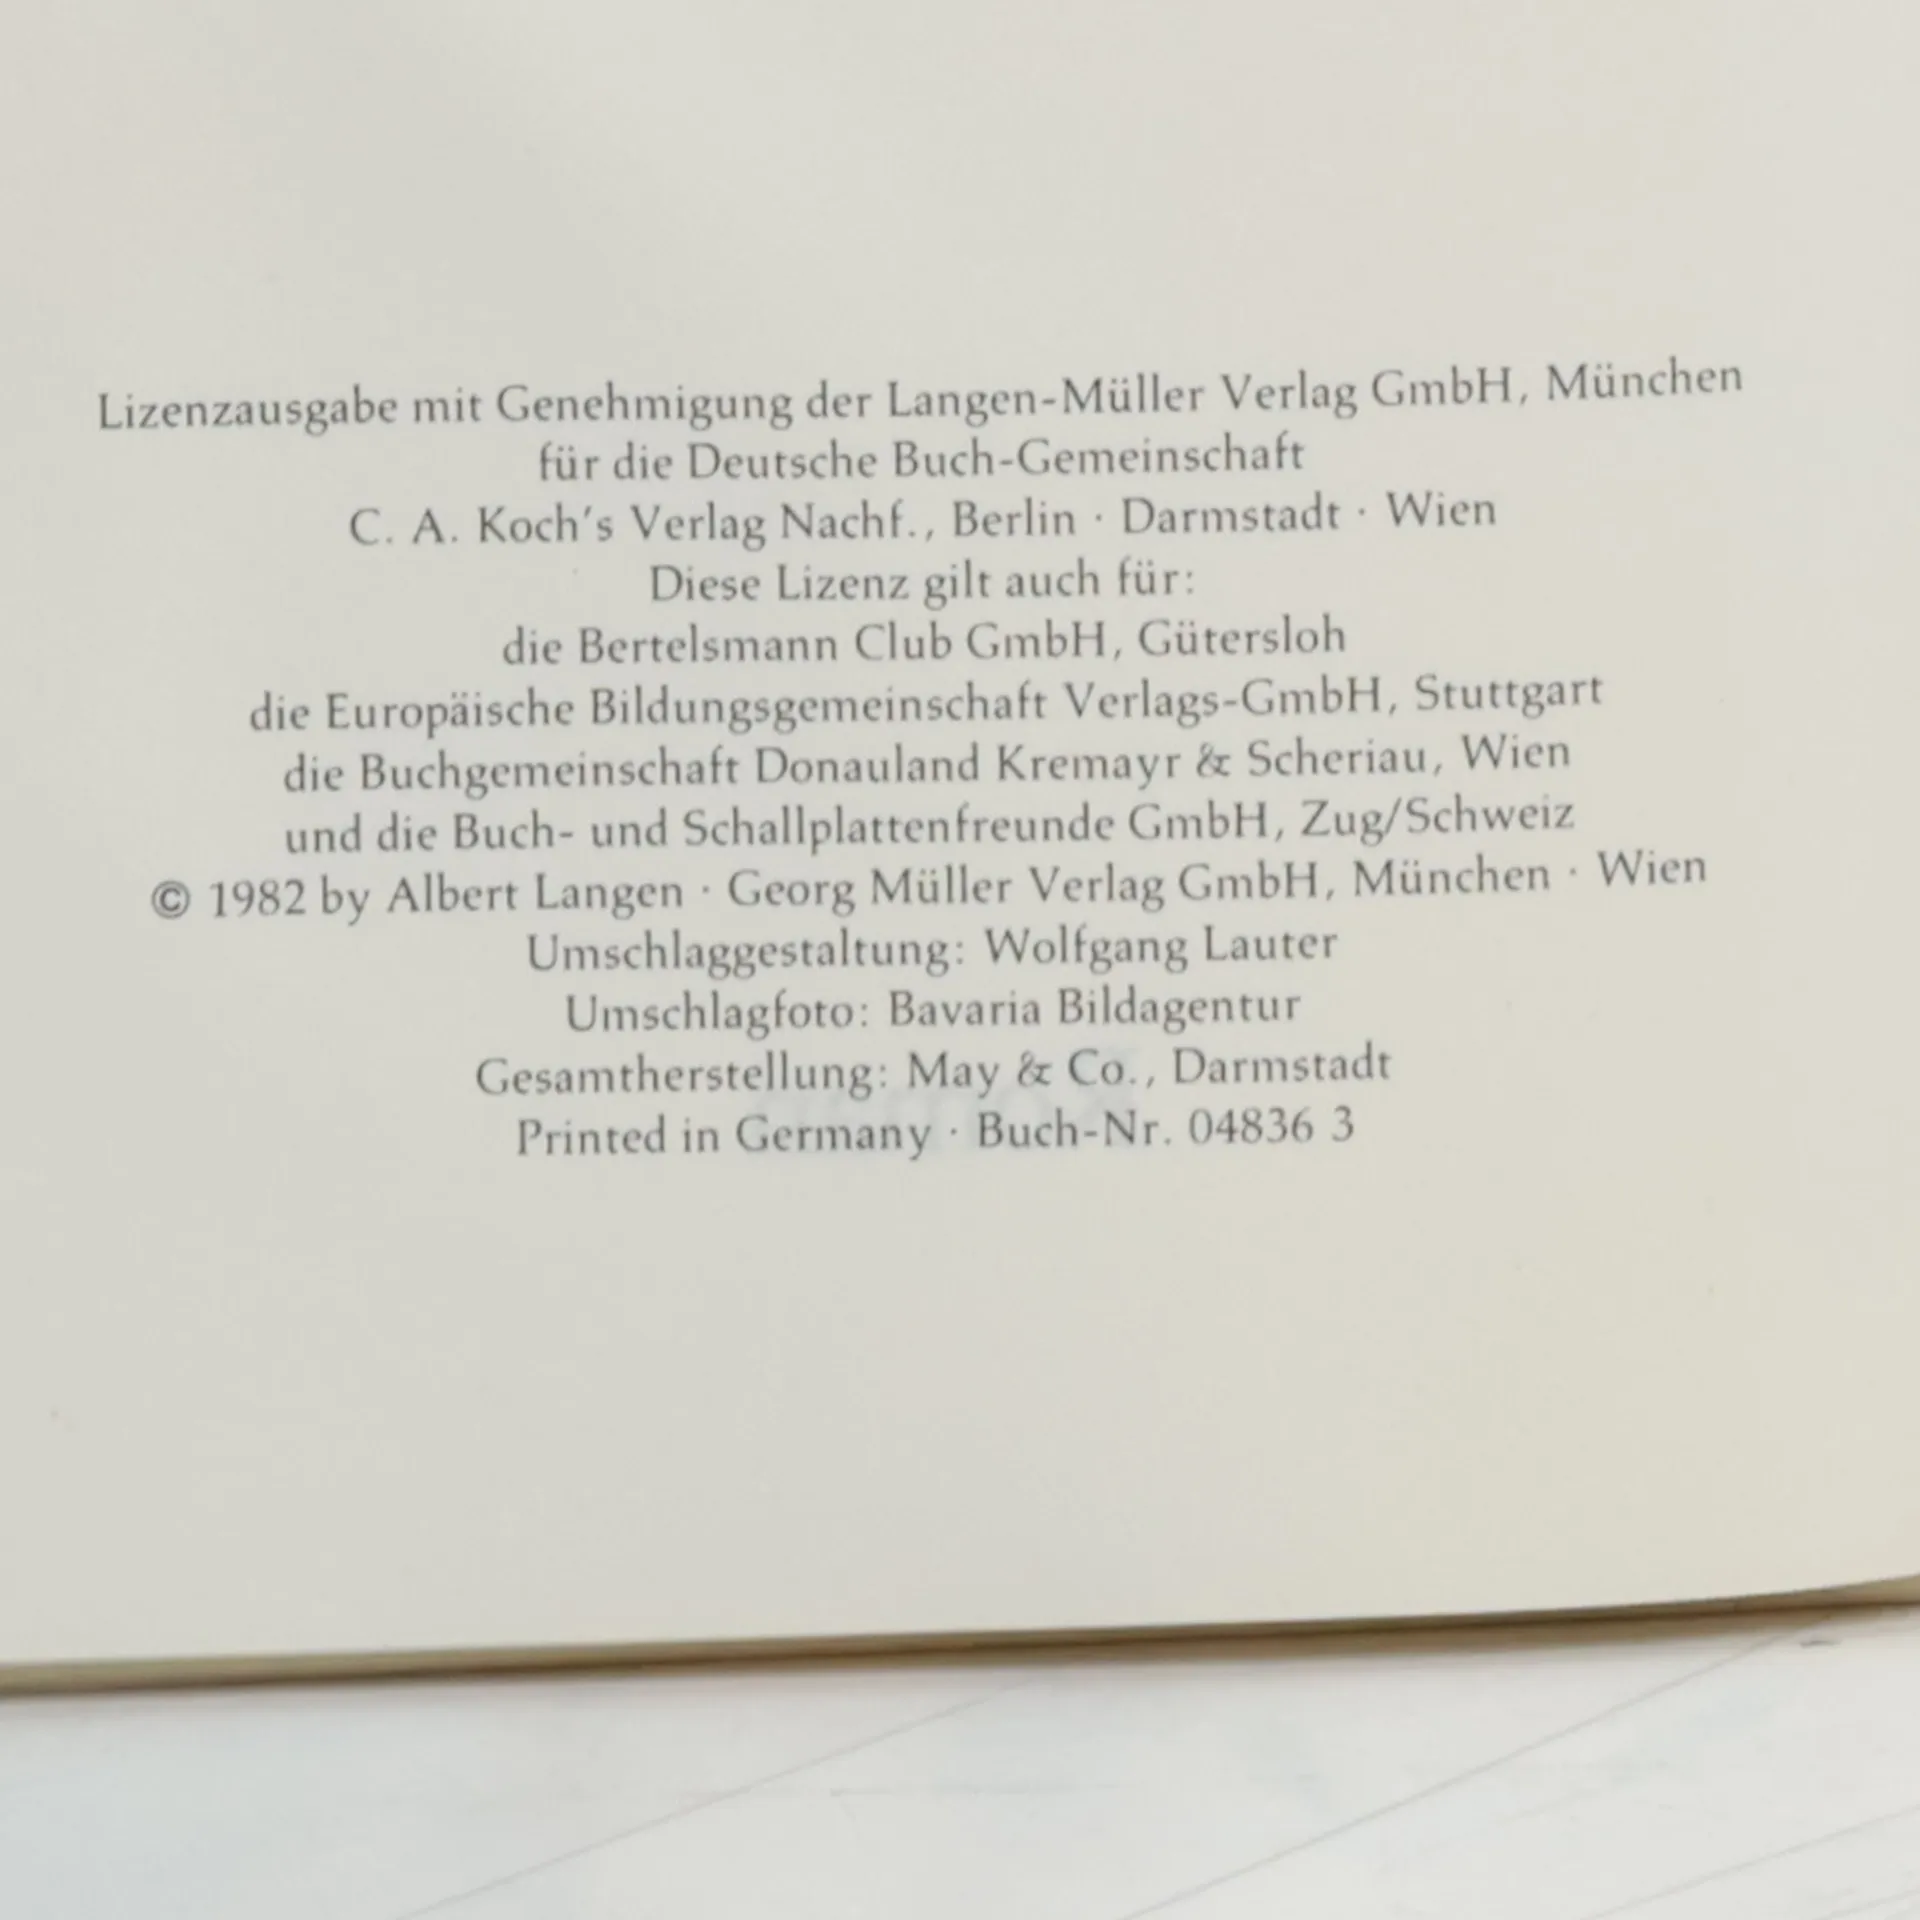 Lizenzausgabe mit Genehmigung der Langen-Müller Verlag GmbH, München
für die Deutsche Buch-Gemeinschaft
C. A. Koch's Verlag Nachf., Berlin · Darmstadt · Wien
Diese Lizenz gilt auch für:
die Bertelsmann Club GmbH, Gütersloh
die Europäische Bildungsgemeinschaft Verlags-GmbH, Stuttgart
die Buchgemeinschaft Donauland Kremayr & Scheriau, Wien
und die Buch- und Schallplattenfreunde GmbH, Zug/Schweiz
© 1982 by Albert Langen · Georg Müller Verlag GmbH, München · Wien
Umschlaggestaltung: Wolfgang Lauter
Umschlagfoto: Bavaria Bildagentur
Gesamtherstellung: May & Co., Darmstadt
Printed in Germany · Buch-Nr. 04836 3